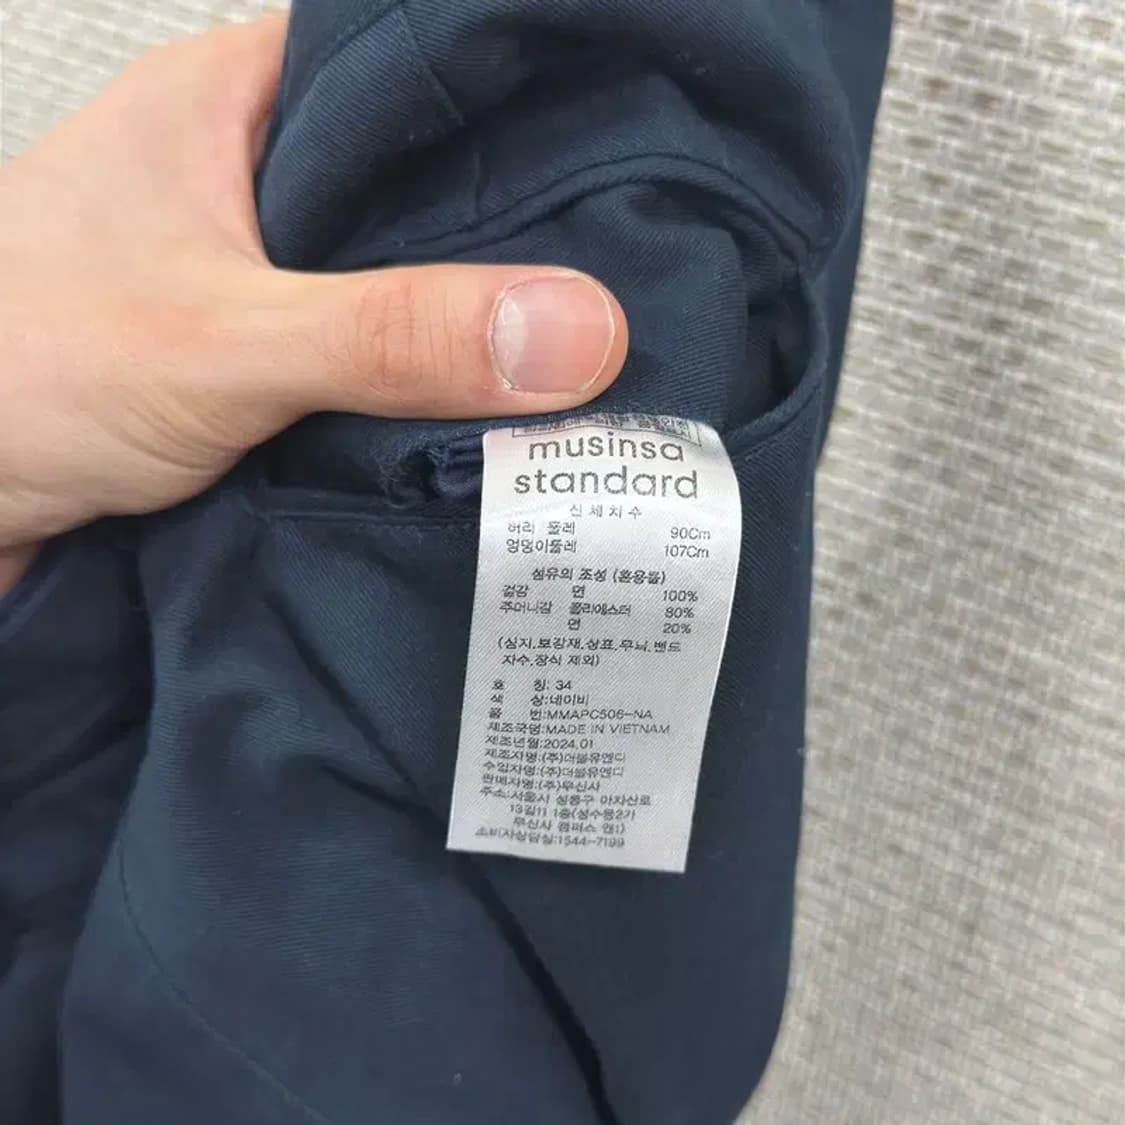 musinsa
standard
신체치수
허리 둘레 90Cm
엉덩이둘레 107Cm
섬유의 조성 (혼용률)
겉감 면 100%
주머니감 폴리에스터 80%
면 20%
(심지.보강재.상표.무늬.밴드
자수.장식 제외)
호 칭: 34
색 상:네이비
품 번:MMAPC506-NA
제조국명:MADE IN VIETNAM
제조년월:2024.01
제조자명:(주)더블유엔디
수입자명:(주)더블유엔디
판매자명:(주)무신사
주소:서울시 성동구 아차산로
13길11 1층(성수동2가
무신사 캠퍼스 엔1)
소비자상담실:1544-7199